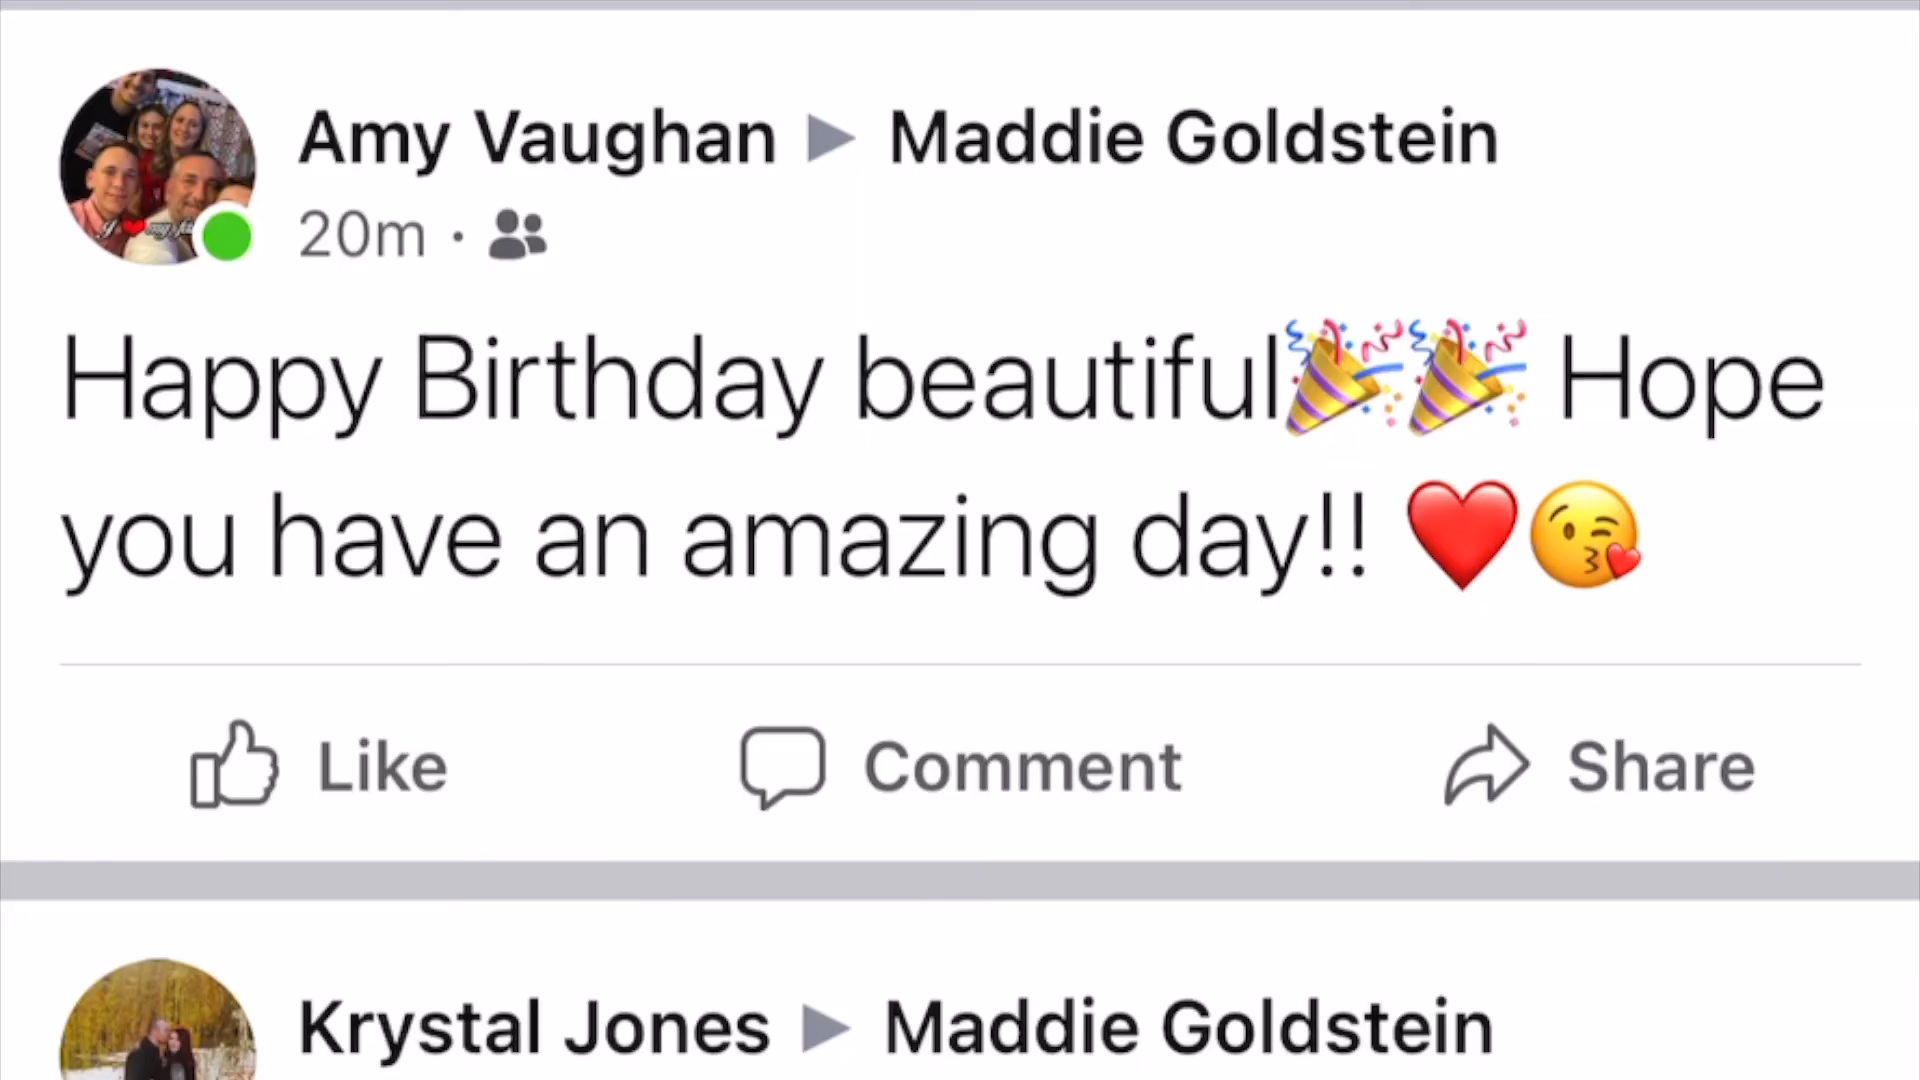 Amy Vaughan ▶ Maddie Goldstein
20m ·
Happy Birthday beautiful🎉🎉 Hope
you have an amazing day!! ❤️😘
Like Comment Share
Krystal Jones ▶ Maddie Goldstein